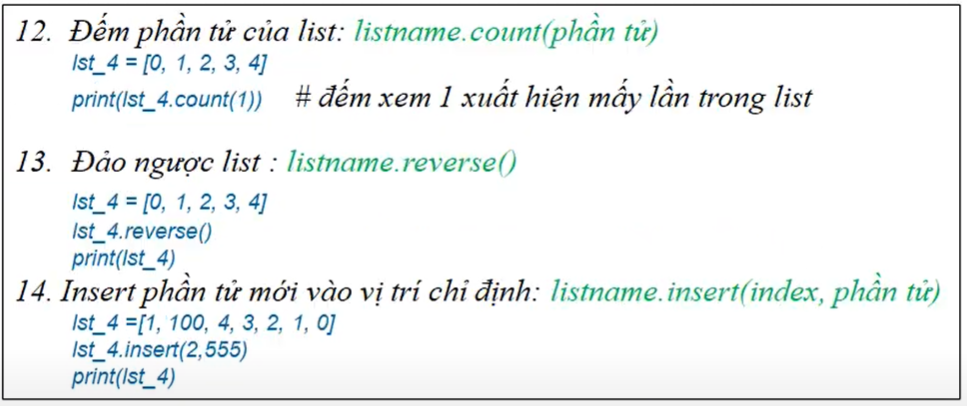 12. Đếm phần tử của list: listname.count(phần tử)
lst_4 = [0, 1, 2, 3, 4]
print(lst_4.count(1)) # đếm xem 1 xuất hiện mấy lần trong list
13. Đảo ngược list : listname.reverse()
lst_4 = [0, 1, 2, 3, 4]
lst_4.reverse()
print(lst_4)
14. Insert phần tử mới vào vị trí chỉ định: listname.insert(index, phần tử)
lst_4 =[1, 100, 4, 3, 2, 1, 0]
lst_4.insert(2,555)
print(lst_4)